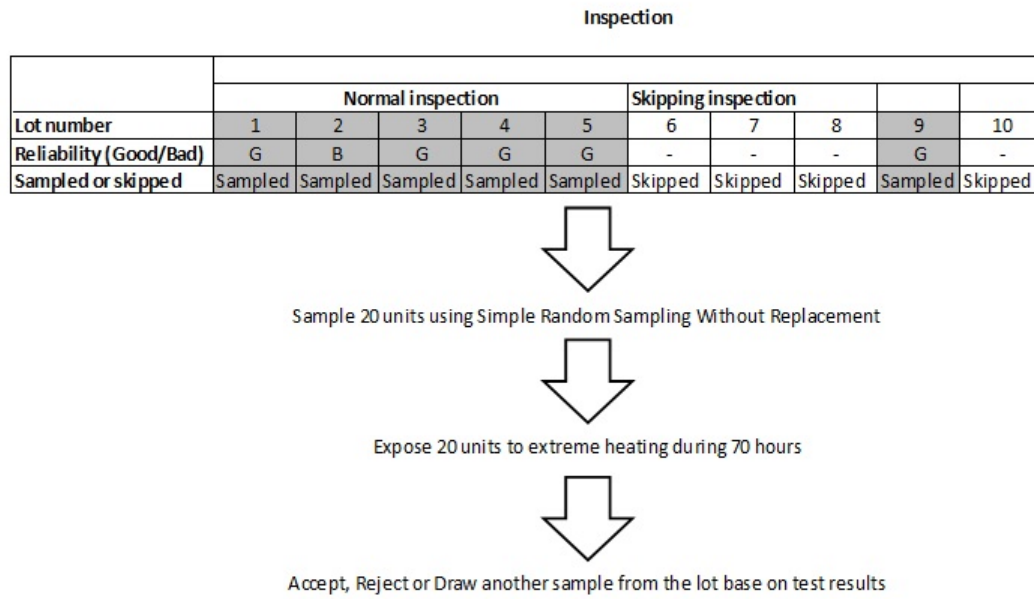 Inspection
Normal inspection Skipping inspection
Lot number 1 2 3 4 5 6 7 8 9 10
Reliability (Good/Bad) G B G G G - - - G -
Sampled or skipped Sampled Sampled Sampled Sampled Sampled Skipped Skipped Skipped Sampled Skipped
Sample 20 units using Simple Random Sampling Without Replacement
Expose 20 units to extreme heating during 70 hours
Accept, Reject or Draw another sample from the lot base on test results